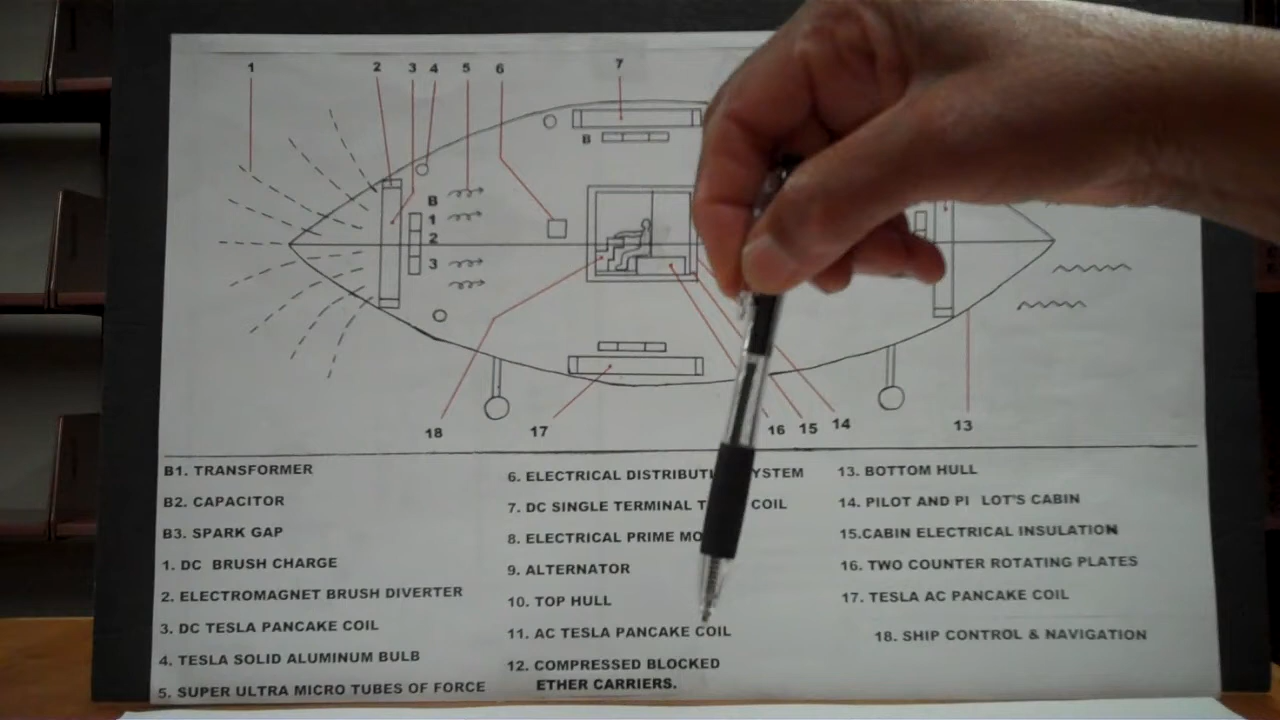 1 2 3 4 5 6 7
B
B
1
2
3
18 17 16 15 14 13
B1. TRANSFORMER
B2. CAPACITOR
B3. SPARK GAP
1. DC BRUSH CHARGE
2. ELECTROMAGNET BRUSH DIVERTER
3. DC TESLA PANCAKE COIL
4. TESLA SOLID ALUMINUM BULB
5. SUPER ULTRA MICRO TUBES OF FORCE
6. ELECTRICAL YSTEM
7. DC SINGLE TERMINAL COIL
8. ELECTRICAL PRIME
9. ALTERNATOR
10. TOP HULL
11. AC TESLA PANCAKE COIL
12. COMPRESSED BLOCKED
ETHER CARRIERS.
13. BOTTOM HULL
14. PILOT AND PI LOT'S CABIN
15.CABIN ELECTRICAL INSULATION
16. TWO COUNTER ROTATING PLATES
17. TESLA AC PANCAKE COIL
18. SHIP CONTROL & NAVIGATION